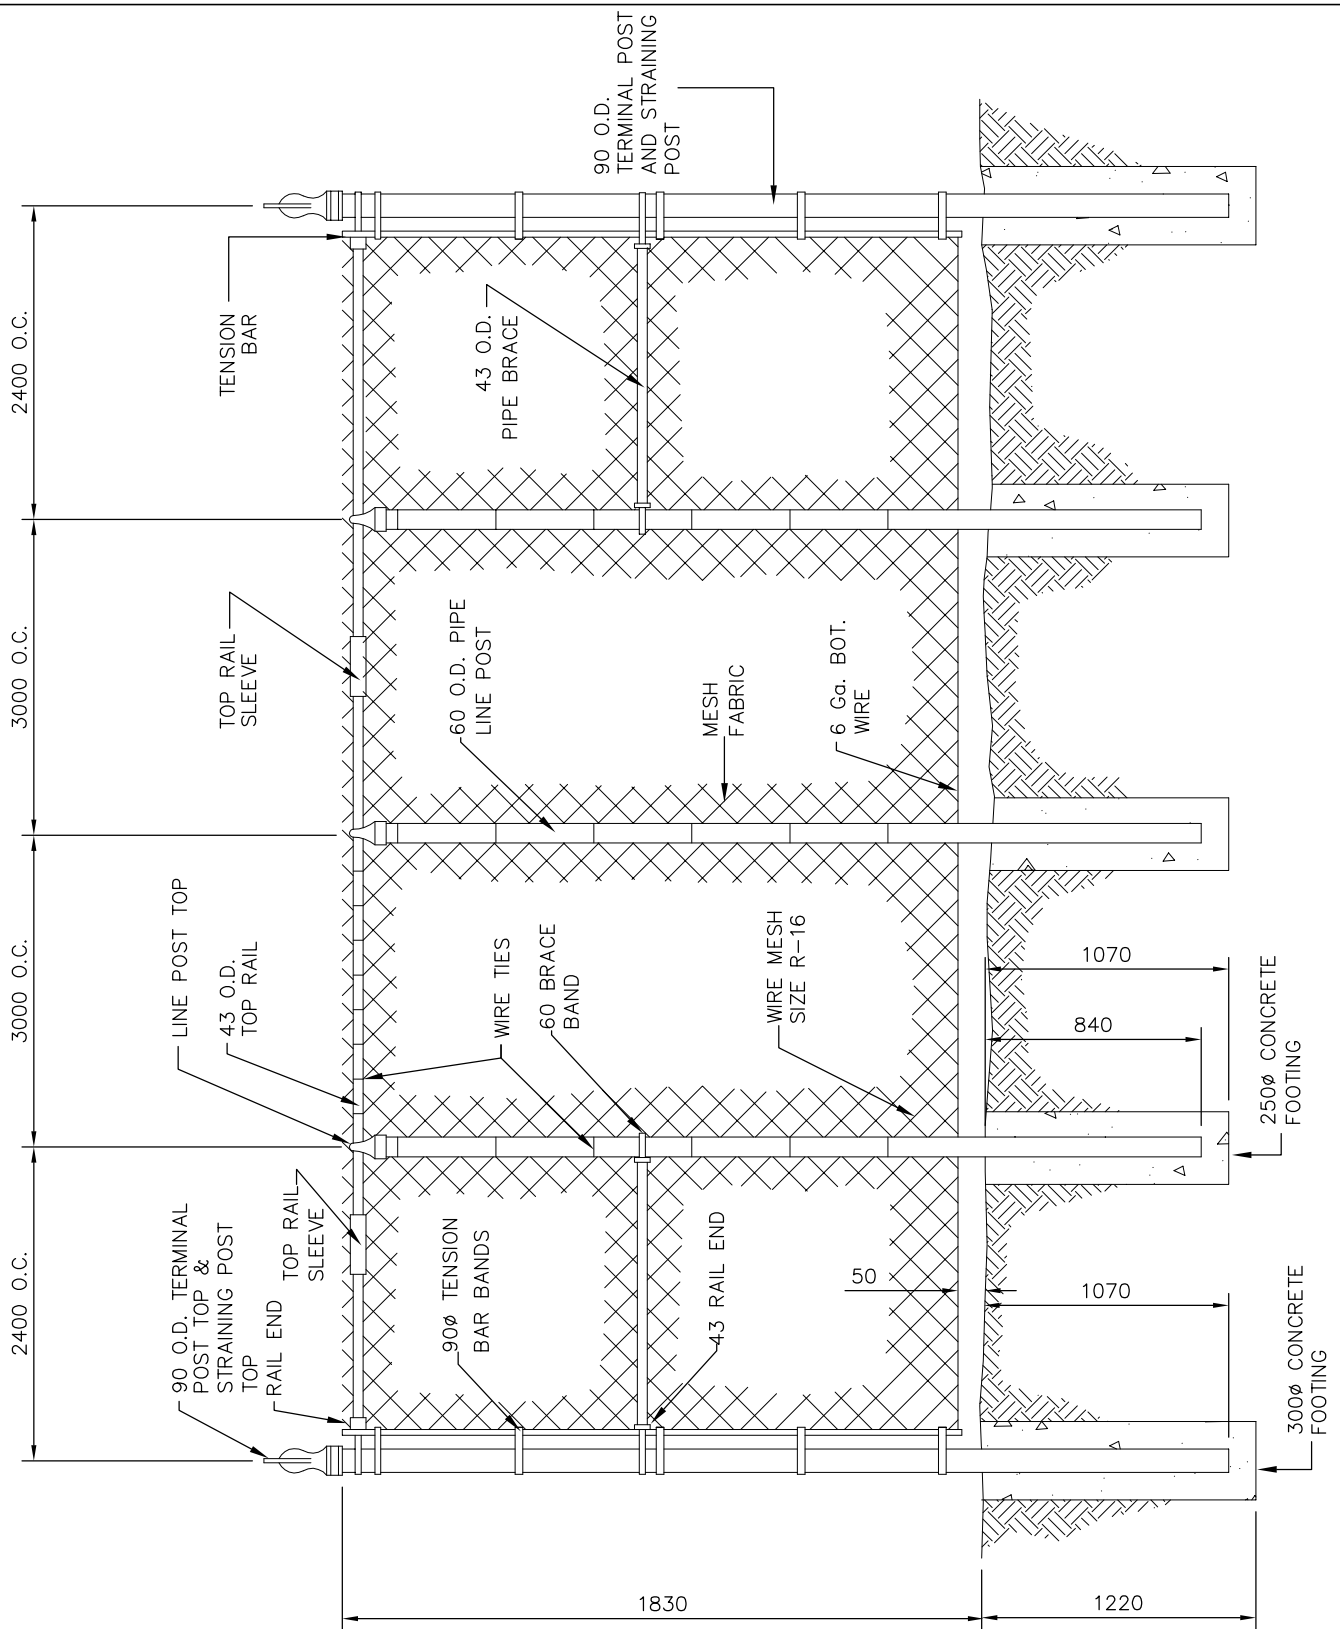 2400 O.C.
3000 O.C.
3000 O.C.
2400 O.C.
90 O.D. TERMINAL
POST TOP &
STRAINING POST
TOP
RAIL END
TOP RAIL
SLEEVE
LINE POST TOP
43 O.D.
TOP RAIL
TOP RAIL
SLEEVE
TENSION
BAR
90 O.D.
TERMINAL POST
AND STRAINING
POST
90ø TENSION
BAR BANDS
WIRE TIES
60 BRACE
BAND
60 O.D. PIPE
LINE POST
43 O.D.
PIPE BRACE
43 RAIL END
WIRE MESH
SIZE R-16
MESH
FABRIC
6 Ga. BOT.
WIRE
50
1070
840
1070
1830
1220
300ø CONCRETE
FOOTING
250ø CONCRETE
FOOTING